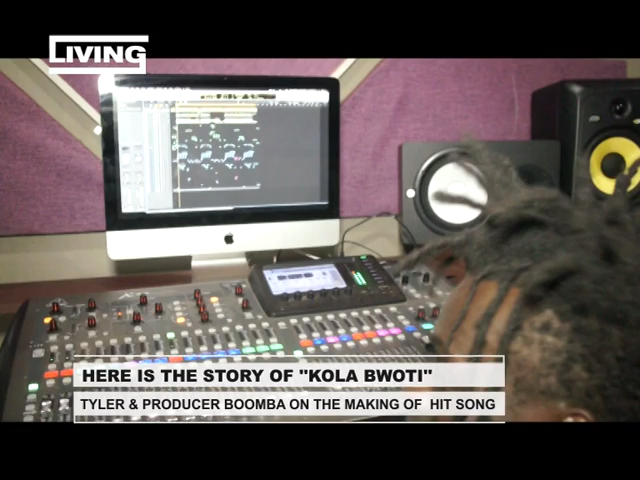 LIVING
HERE IS THE STORY OF "KOLA BWOTI"
TYLER & PRODUCER BOOMBA ON THE MAKING OF HIT SONG